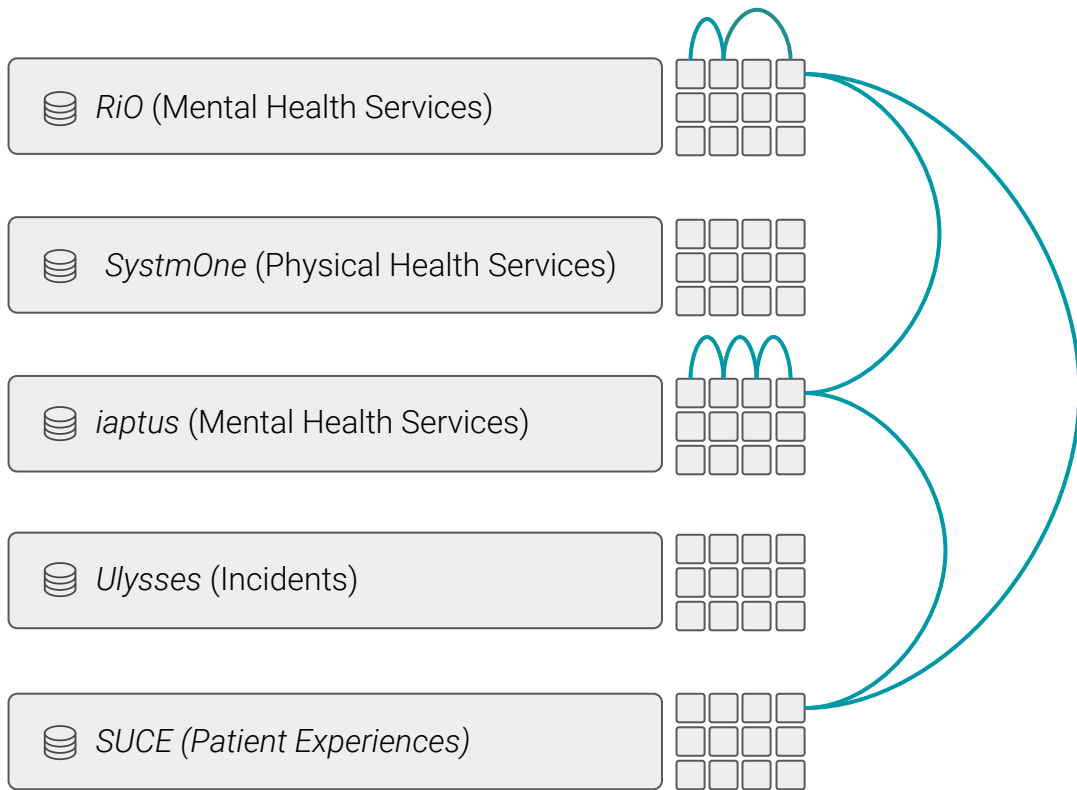 RiO (Mental Health Services)
SystmOne (Physical Health Services)
iaptus (Mental Health Services)
Ulysses (Incidents)
SUCE (Patient Experiences)